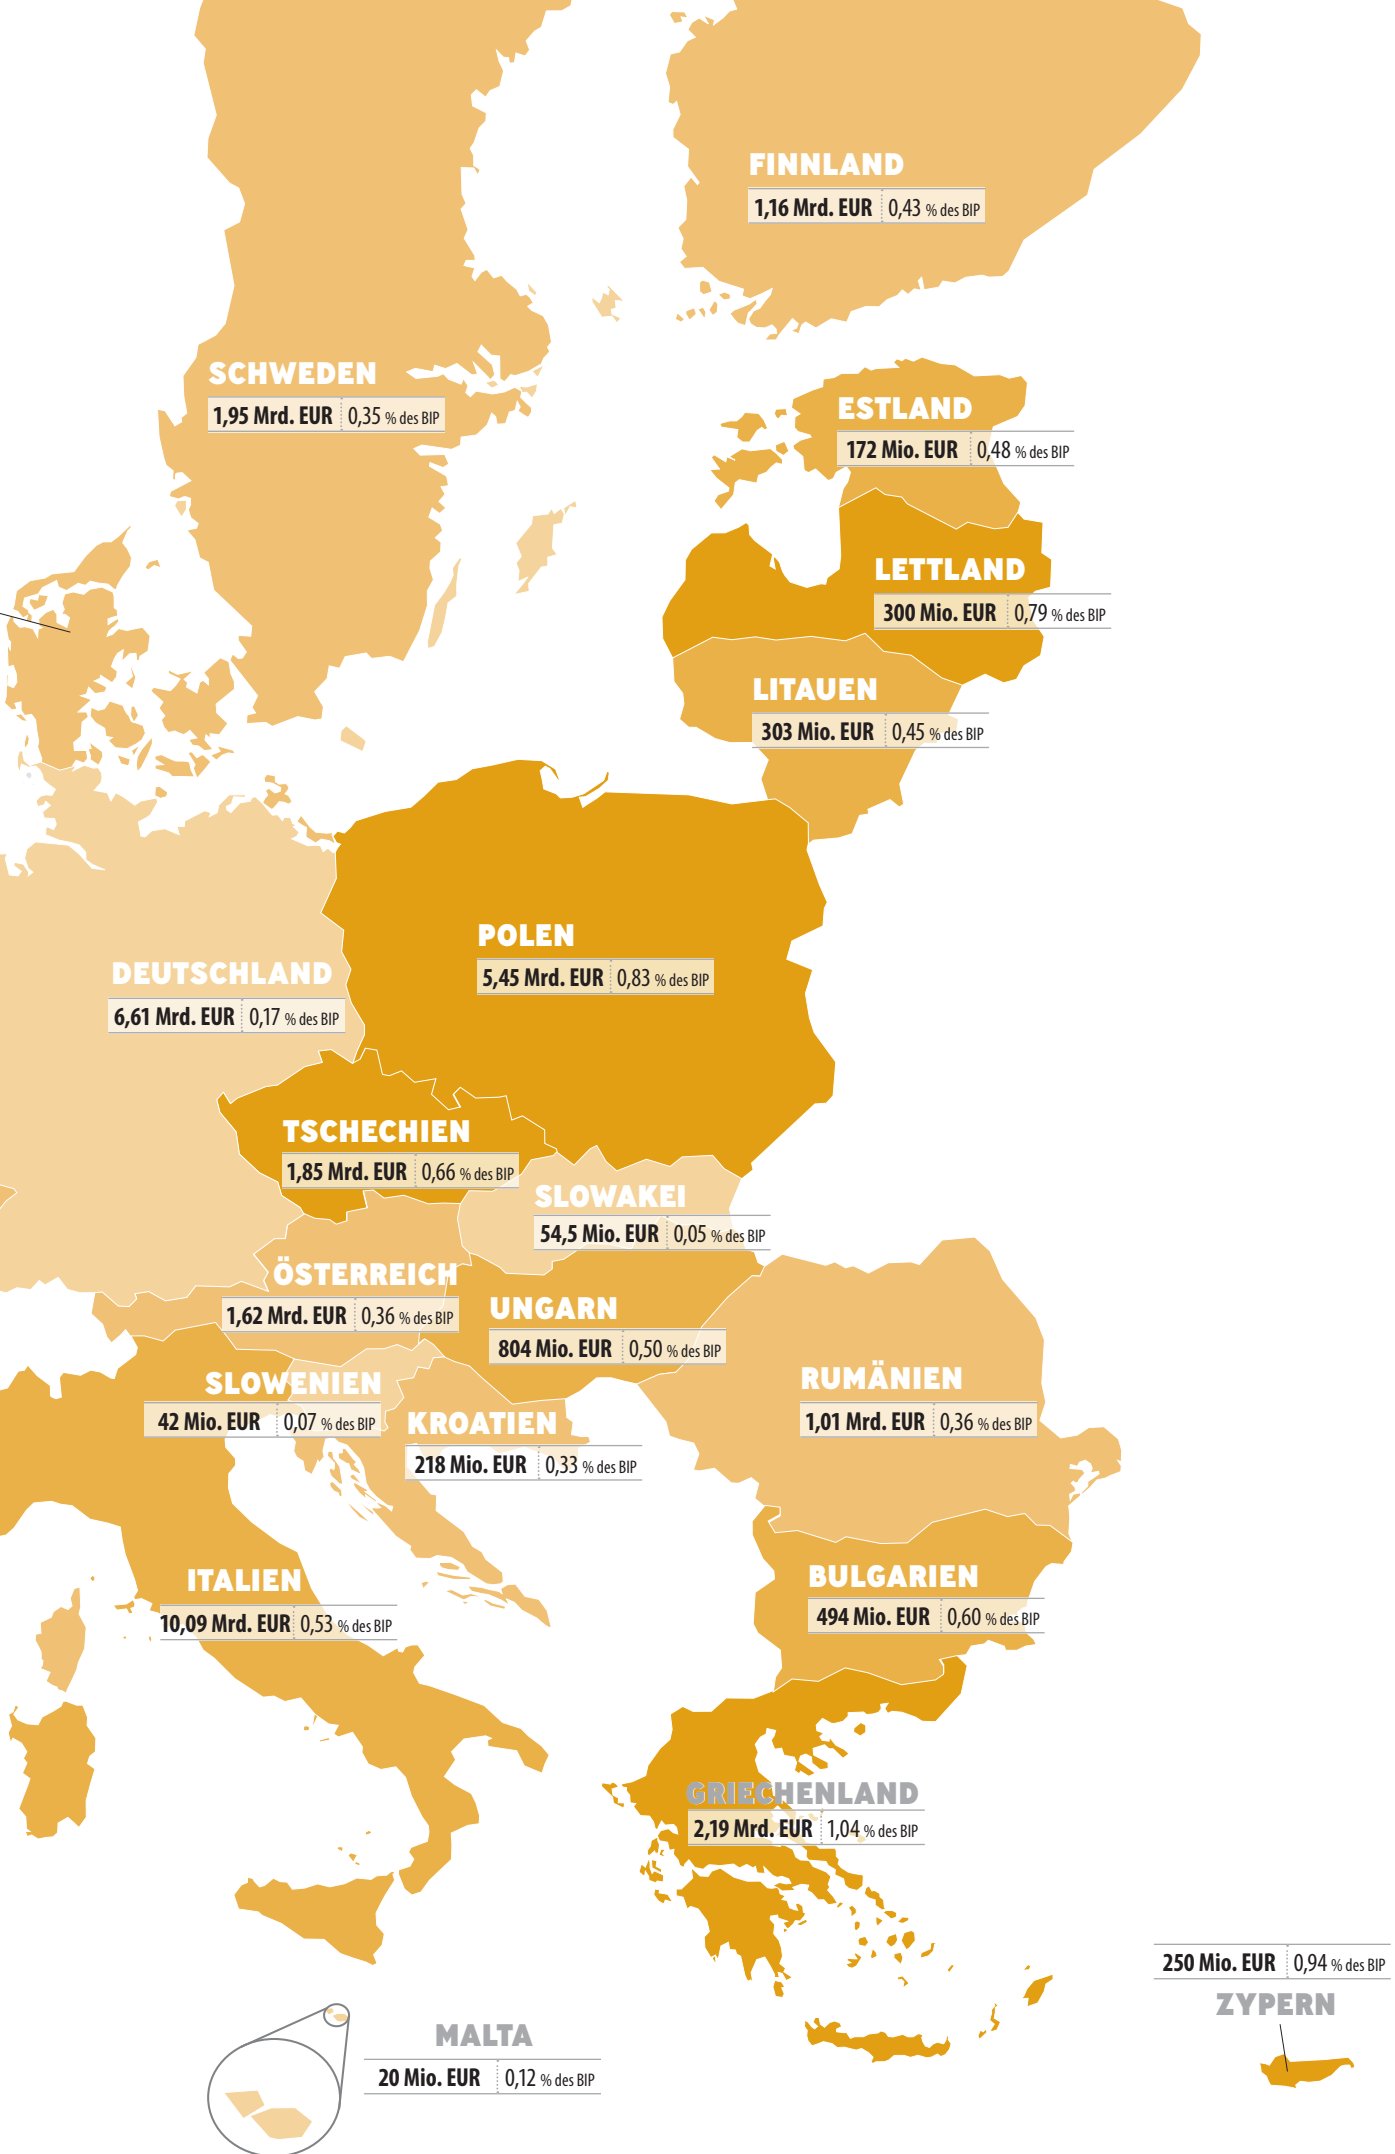 FINNLAND
1,16 Mrd. EUR 0,43 % des BIP
SCHWEDEN
1,95 Mrd. EUR 0,35 % des BIP
ESTLAND
172 Mio. EUR 0,48 % des BIP
LETTLAND
300 Mio. EUR 0,79 % des BIP
LITAUEN
303 Mio. EUR 0,45 % des BIP
POLEN
5,45 Mrd. EUR 0,83 % des BIP
DEUTSCHLAND
6,61 Mrd. EUR 0,17 % des BIP
TSCHECHIEN
1,85 Mrd. EUR 0,66 % des BIP
SLOWAKEI
54,5 Mio. EUR 0,05 % des BIP
ÖSTERREICH
1,62 Mrd. EUR 0,36 % des BIP
UNGARN
804 Mio. EUR 0,50 % des BIP
SLOWENIEN
42 Mio. EUR 0,07 % des BIP
RUMÄNIEN
1,01 Mrd. EUR 0,36 % des BIP
KROATIEN
218 Mio. EUR 0,33 % des BIP
ITALIEN
10,09 Mrd. EUR 0,53 % des BIP
BULGARIEN
494 Mio. EUR 0,60 % des BIP
GRIECHENLAND
2,19 Mrd. EUR 1,04 % des BIP
250 Mio. EUR 0,94 % des BIP
ZYPERN
MALTA
20 Mio. EUR 0,12 % des BIP